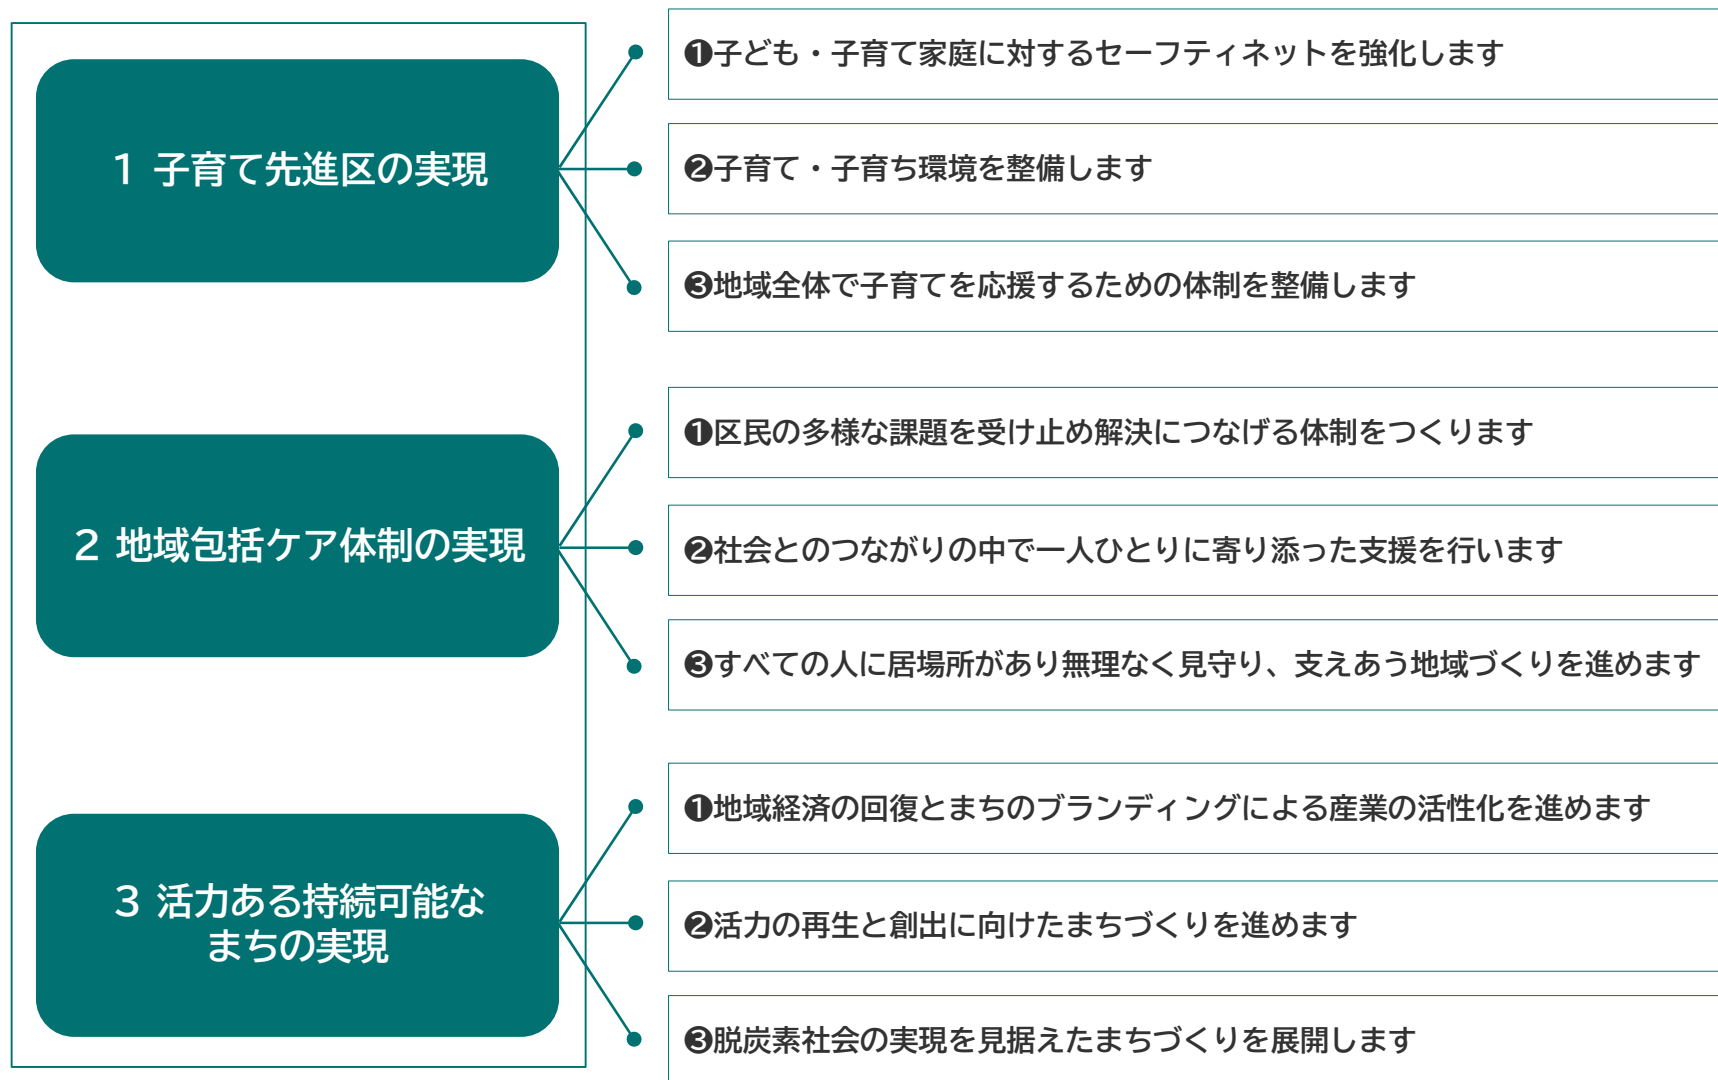 1 子育て先進区の実現
❶子ども・子育て家庭に対するセーフティネットを強化します
❷子育て・子育ち環境を整備します
❸地域全体で子育てを応援するための体制を整備します
2 地域包括ケア体制の実現
❶区民の多様な課題を受け止め解決につなげる体制をつくります
❷社会とのつながりの中で一人ひとりに寄り添った支援を行います
❸すべての人に居場所があり無理なく見守り、支えあう地域づくりを進めます
3 活力ある持続可能な
まちの実現
❶地域経済の回復とまちのブランディングによる産業の活性化を進めます
❷活力の再生と創出に向けたまちづくりを進めます
❸脱炭素社会の実現を見据えたまちづくりを展開します